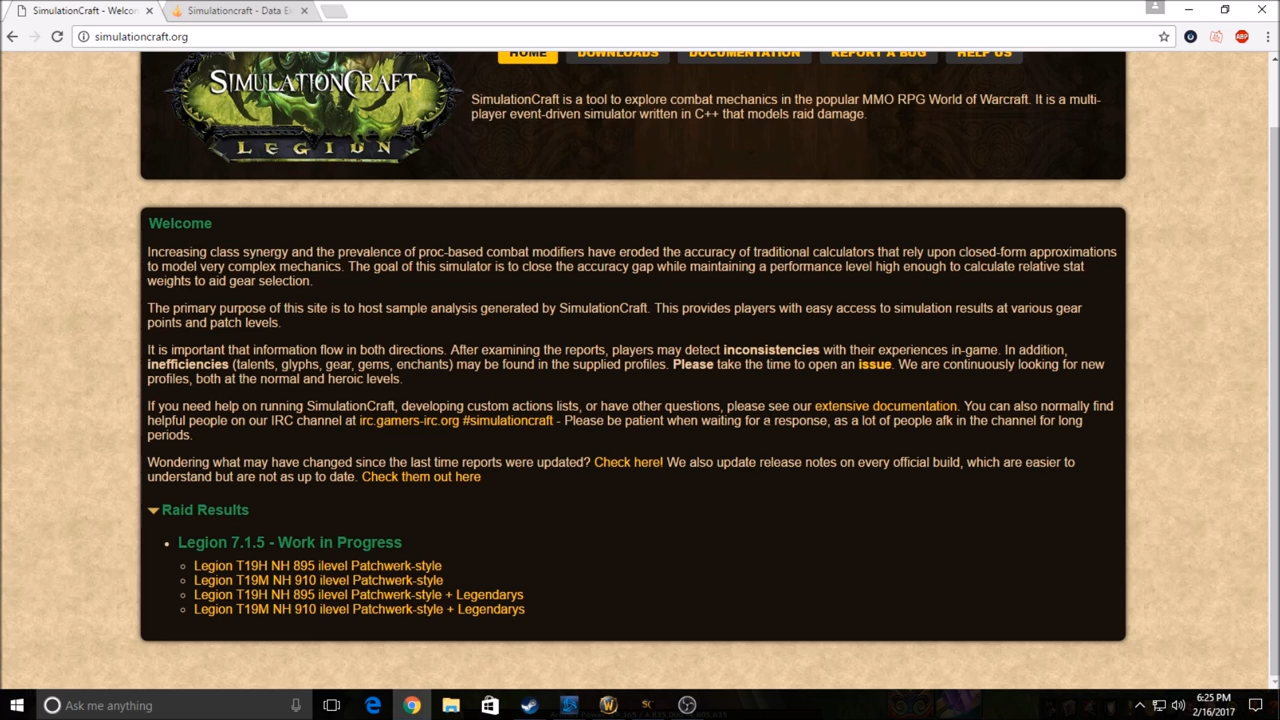 SimulationCraft - Welcon
Simulationcraft - Data E
simulationcraft.org
SIMULATIONCRAFT
LEGION
HOME
DOWNLOADS
DOCUMENTATION
REPORT A BUG
HELP US
SimulationCraft is a tool to explore combat mechanics in the popular MMO RPG World of Warcraft. It is a multi-
player event-driven simulator written in C++ that models raid damage.
Welcome
Increasing class synergy and the prevalence of proc-based combat modifiers have eroded the accuracy of traditional calculators that rely upon closed-form approximations
to model very complex mechanics. The goal of this simulator is to close the accuracy gap while maintaining a performance level high enough to calculate relative stat
weights to aid gear selection.
The primary purpose of this site is to host sample analysis generated by SimulationCraft. This provides players with easy access to simulation results at various gear
points and patch levels.
It is important that information flow in both directions. After examining the reports, players may detect inconsistencies with their experiences in-game. In addition,
inefficiencies (talents, glyphs, gear, gems, enchants) may be found in the supplied profiles. Please take the time to open an issue. We are continuously looking for new
profiles, both at the normal and heroic levels.
If you need help on running SimulationCraft, developing custom actions lists, or have other questions, please see our extensive documentation. You can also normally find
helpful people on our IRC channel at irc.gamers-irc.org #simulationcraft - Please be patient when waiting for a response, as a lot of people afk in the channel for long
periods.
Wondering what may have changed since the last time reports were updated? Check here! We also update release notes on every official build, which are easier to
understand but are not as up to date. Check them out here
Raid Results
Legion 7.1.5 - Work in Progress
Legion T19H NH 895 ilevel Patchwerk-style
Legion T19M NH 910 ilevel Patchwerk-style
Legion T19H NH 895 ilevel Patchwerk-style + Legendarys
Legion T19M NH 910 ilevel Patchwerk-style + Legendarys
Ask me anything
6:25 PM
2/16/2017